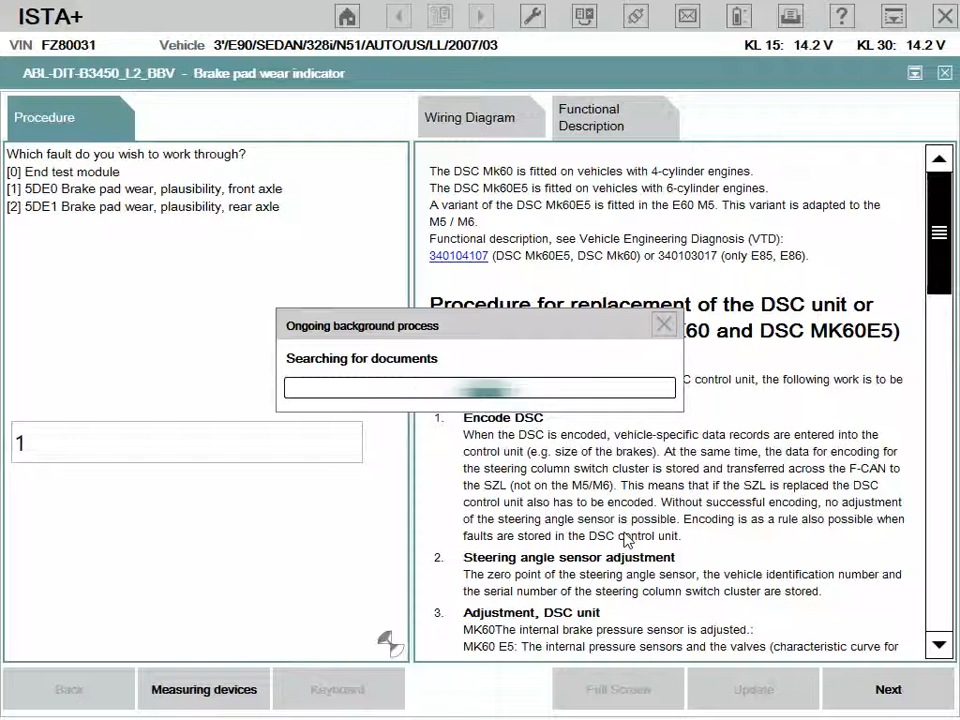 ISTA+
VIN FZ80031 Vehicle 3'/E90/SEDAN/328i/N51/AUTO/US/LL/2007/03 KL 15: 14.2 V KL 30: 14.2 V
ABL-DIT-B3450_L2_BBV - Brake pad wear indicator
Procedure
Wiring Diagram
Functional
Description
Which fault do you wish to work through?
[0] End test module
[1] 5DE0 Brake pad wear, plausibility, front axle
[2] 5DE1 Brake pad wear, plausibility, rear axle
1
The DSC Mk60 is fitted on vehicles with 4-cylinder engines.
The DSC Mk60E5 is fitted on vehicles with 6-cylinder engines.
A variant of the DSC Mk60E5 is fitted in the E60 M5. This variant is adapted to the
M5 / M6.
Functional description, see Vehicle Engineering Diagnosis (VTD):
340104107 (DSC Mk60E5, DSC Mk60) or 340103017 (only E85, E86).
Procedure for replacement of the DSC unit or
60 and DSC MK60E5)
C control unit, the following work is to be
Ongoing background process
Searching for documents
1. Encode DSC
When the DSC is encoded, vehicle-specific data records are entered into the
control unit (e.g. size of the brakes). At the same time, the data for encoding for
the steering column switch cluster is stored and transferred across the F-CAN to
the SZL (not on the M5/M6). This means that if the SZL is replaced the DSC
control unit also has to be encoded. Without successful encoding, no adjustment
of the steering angle sensor is possible. Encoding is as a rule also possible when
faults are stored in the DSC control unit.
2. Steering angle sensor adjustment
The zero point of the steering angle sensor, the vehicle identification number and
the serial number of the steering column switch cluster are stored.
3. Adjustment, DSC unit
MK60The internal brake pressure sensor is adjusted.:
MK60 E5: The internal pressure sensors and the valves (characteristic curve for
Back Measuring devices Keyboard Full Screen Update Next